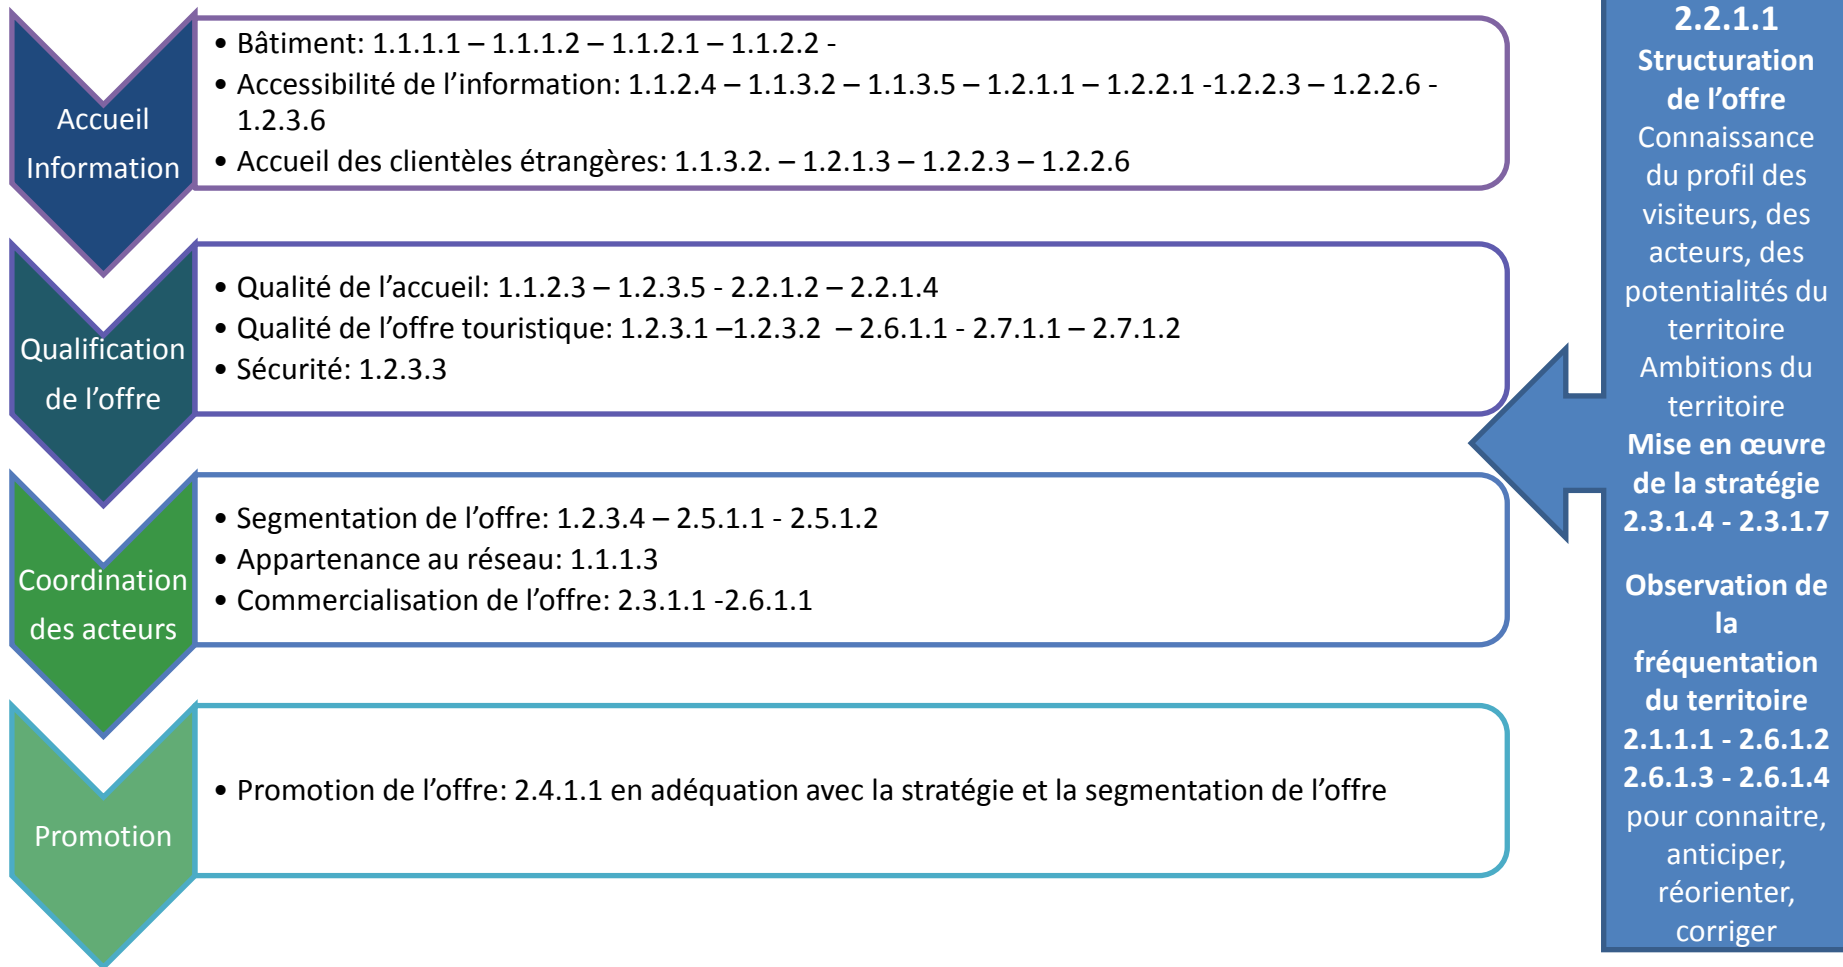 Accueil
Information
• Bâtiment: 1.1.1.1 – 1.1.1.2 – 1.1.2.1 – 1.1.2.2 -
• Accessibilité de l’information: 1.1.2.4 – 1.1.3.2 – 1.1.3.5 – 1.2.1.1 – 1.2.2.1 -1.2.2.3 – 1.2.2.6 -
1.2.3.6
• Accueil des clientèles étrangères: 1.1.3.2. – 1.2.1.3 – 1.2.2.3 – 1.2.2.6
Qualification
de l’offre
• Qualité de l’accueil: 1.1.2.3 – 1.2.3.5 - 2.2.1.2 – 2.2.1.4
• Qualité de l’offre touristique: 1.2.3.1 –1.2.3.2 – 2.6.1.1 - 2.7.1.1 – 2.7.1.2
• Sécurité: 1.2.3.3
Coordination
des acteurs
• Segmentation de l’offre: 1.2.3.4 – 2.5.1.1 - 2.5.1.2
• Appartenance au réseau: 1.1.1.3
• Commercialisation de l’offre: 2.3.1.1 -2.6.1.1
Promotion
• Promotion de l’offre: 2.4.1.1 en adéquation avec la stratégie et la segmentation de l’offre
2.2.1.1
Structuration
de l’offre
Connaissance
du profil des
visiteurs, des
acteurs, des
potentialités du
territoire
Ambitions du
territoire
Mise en œuvre
de la stratégie
2.3.1.4 - 2.3.1.7
Observation de
la
fréquentation
du territoire
2.1.1.1 - 2.6.1.2
2.6.1.3 - 2.6.1.4
pour connaitre,
anticiper,
réorienter,
corriger